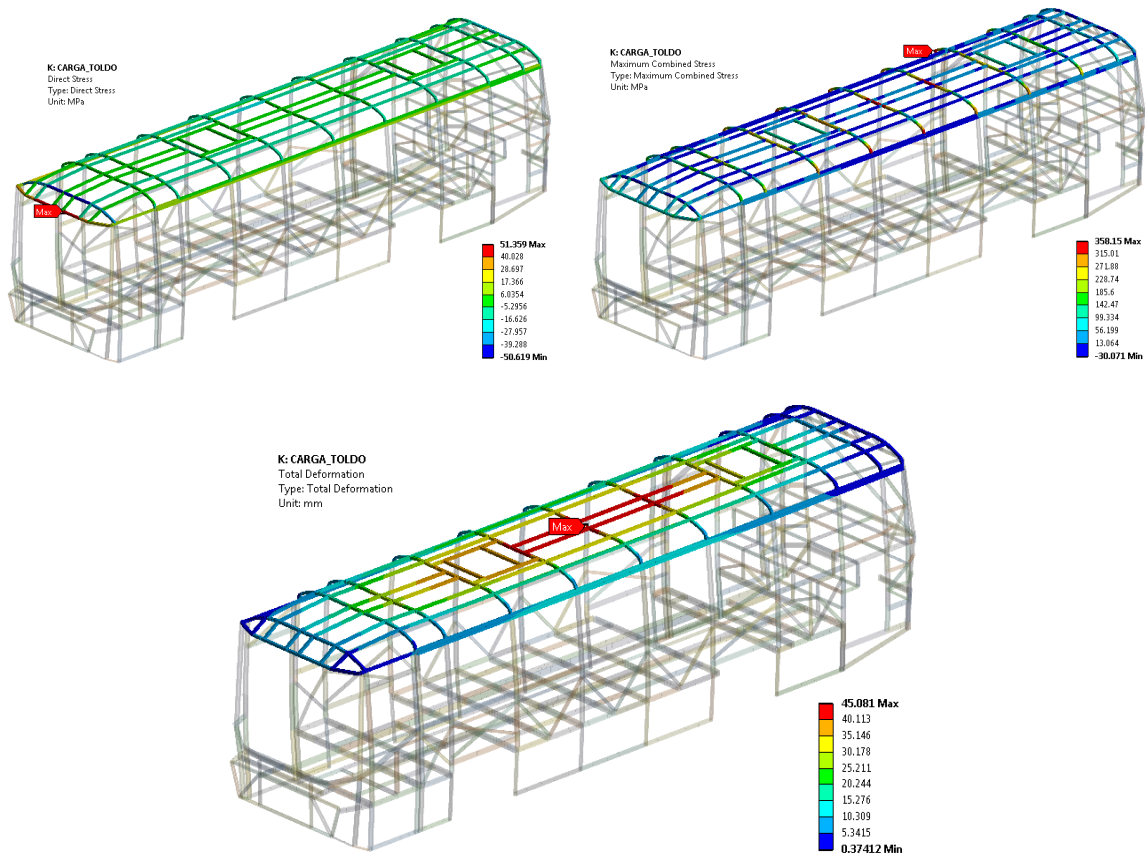 K: CARGA_TOLDO
Direct Stress
Type: Direct Stress
Unit: MPa
Max
51.359 Max
40.028
28.697
17.366
6.0354
-5.2956
-16.626
-27.957
-39.288
-50.619 Min
K: CARGA_TOLDO
Maximum Combined Stress
Type: Maximum Combined Stress
Unit: MPa
Max
358.15 Max
315.01
271.88
228.74
185.6
142.47
99.334
56.199
13.064
-30.071 Min
K: CARGA_TOLDO
Total Deformation
Type: Total Deformation
Unit: mm
Max
45.081 Max
40.113
35.146
30.178
25.211
20.244
15.276
10.309
5.3415
0.37412 Min